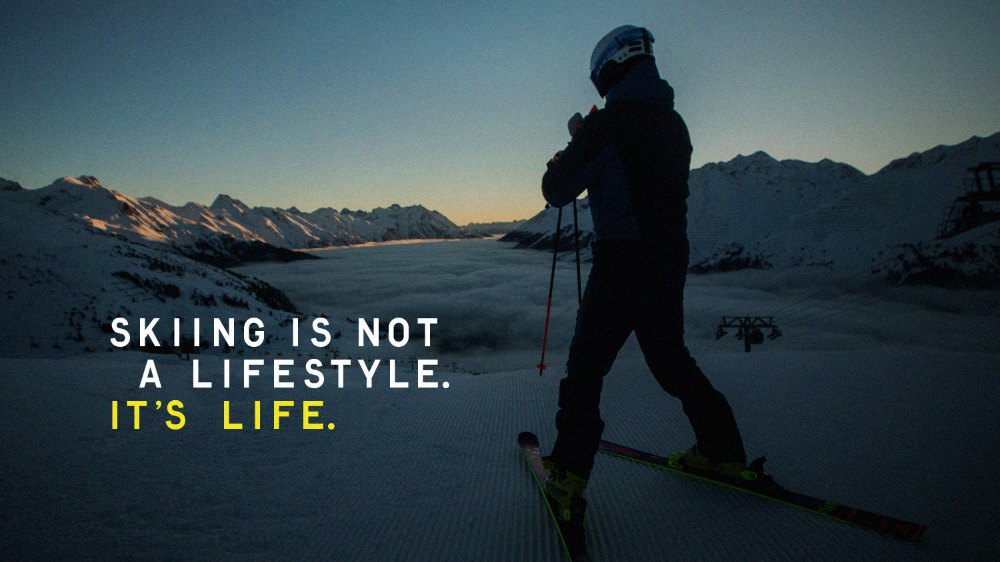 SKIING IS NOT
A LIFESTYLE.
IT'S LIFE.